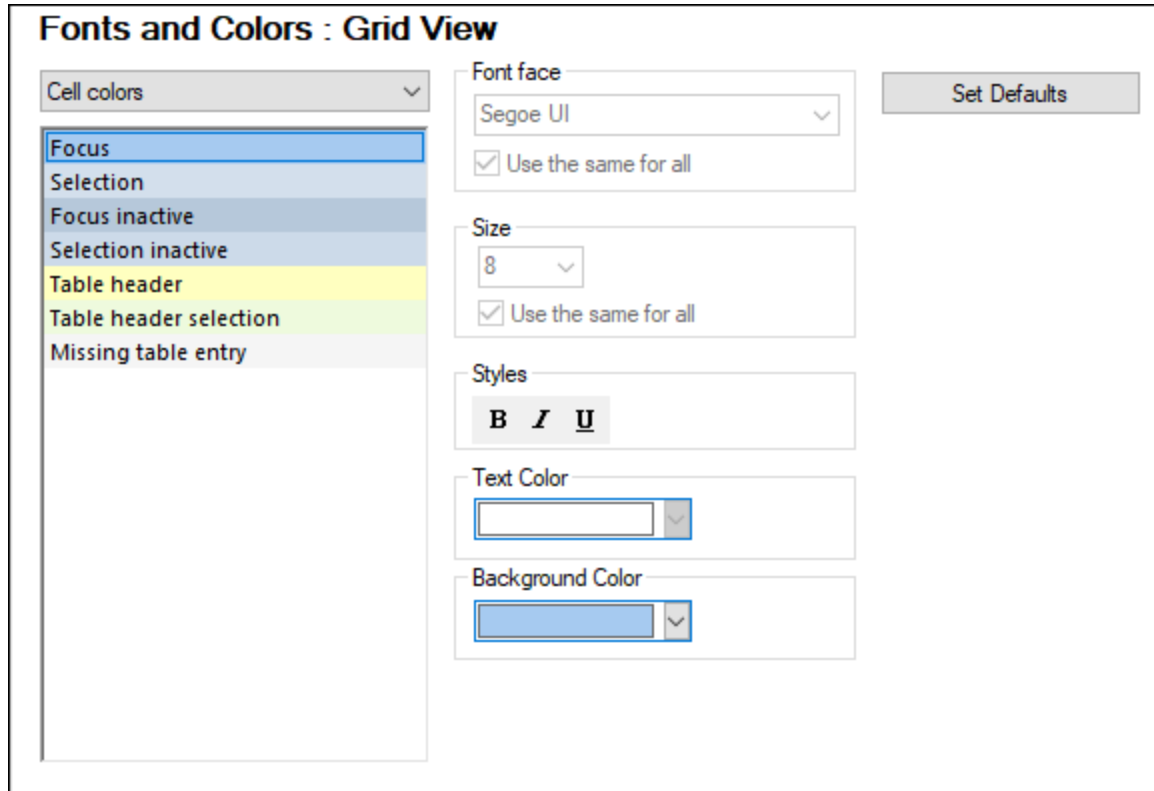 Fonts and Colors : Grid View
Cell colors
Focus
Selection
Focus inactive
Selection inactive
Table header
Table header selection
Missing table entry
Font face
Segoe UI
Use the same for all
Size
8
Use the same for all
Styles
B I U
Text Color
Background Color
Set Defaults